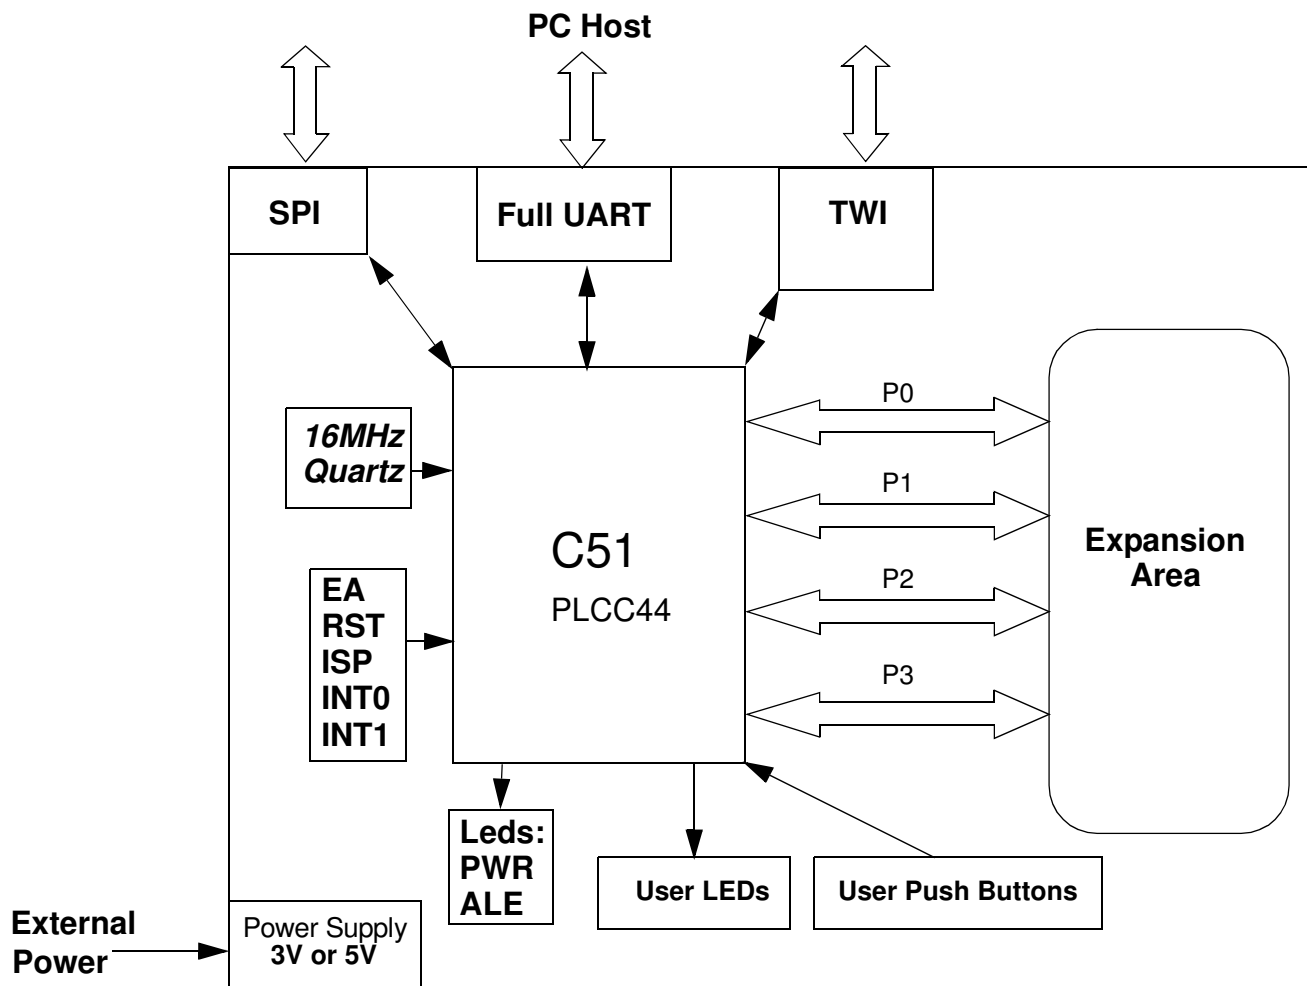 PC Host
SPI
Full UART
TWI
P0
16MHz
Quartz
P1
C51
PLCC44
Expansion
Area
P2
EA
RST
ISP
INT0
INT1
P3
Leds:
PWR
ALE
User LEDs
User Push Buttons
External
Power
Power Supply
3V or 5V